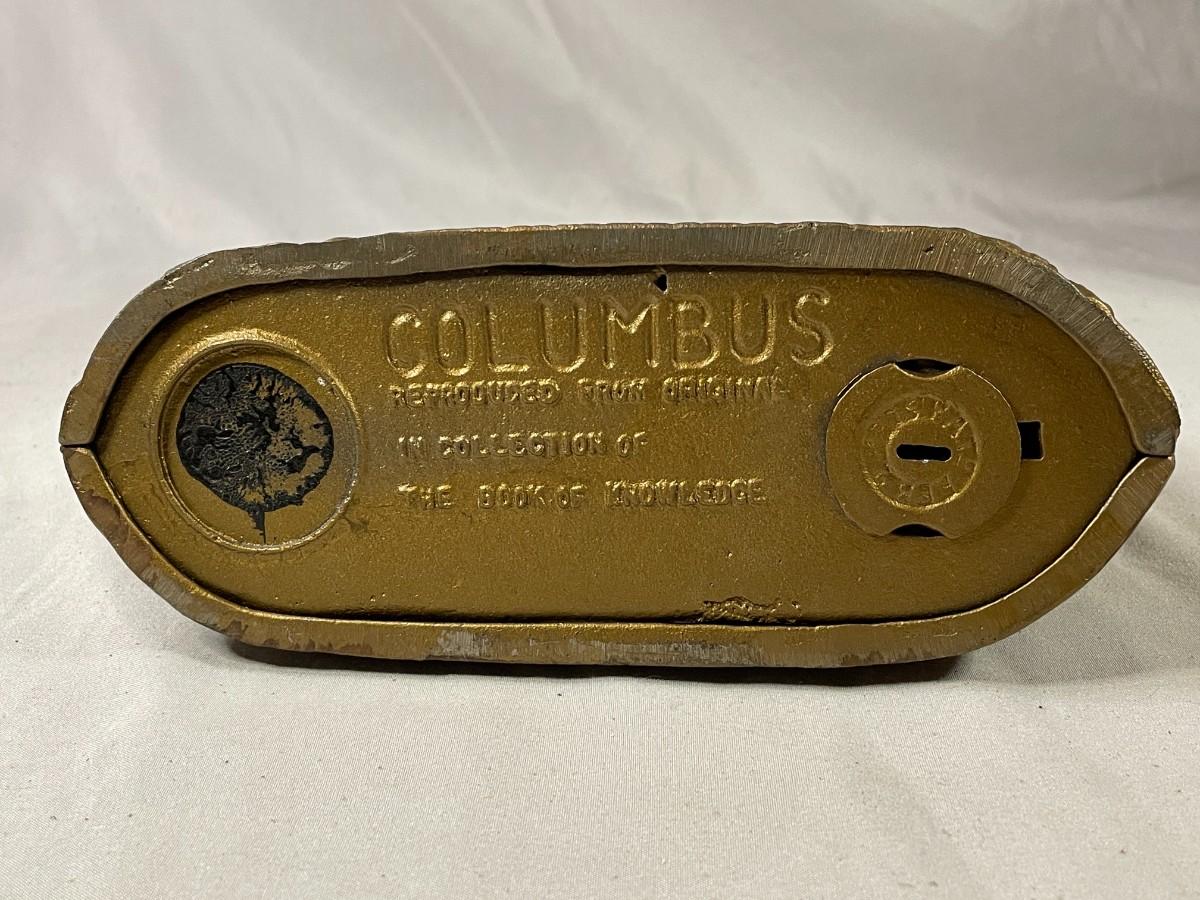 COLUMBUS
REPRODUCED FROM ORIGINAL
IN COLLECTION OF
THE BOOK OF KNOWLEDGE